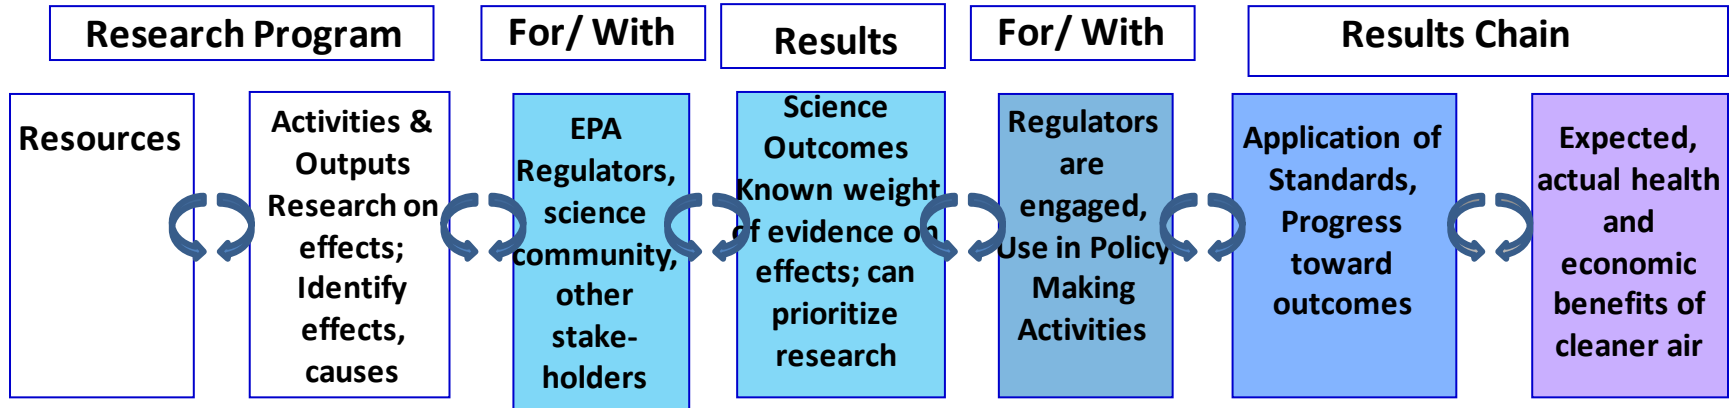 Research Program
For/ With
Results
For/ With
Results Chain
Resources
Activities &
Outputs
Research on
effects;
Identify
effects,
causes
EPA
Regulators,
science
community,
other
stake-
holders
Science
Outcomes
Known weight
of evidence on
effects; can
prioritize
research
Regulators
are
engaged,
Use in Policy
Making
Activities
Application of
Standards,
Progress
toward
outcomes
Expected,
actual health
and
economic
benefits of
cleaner air